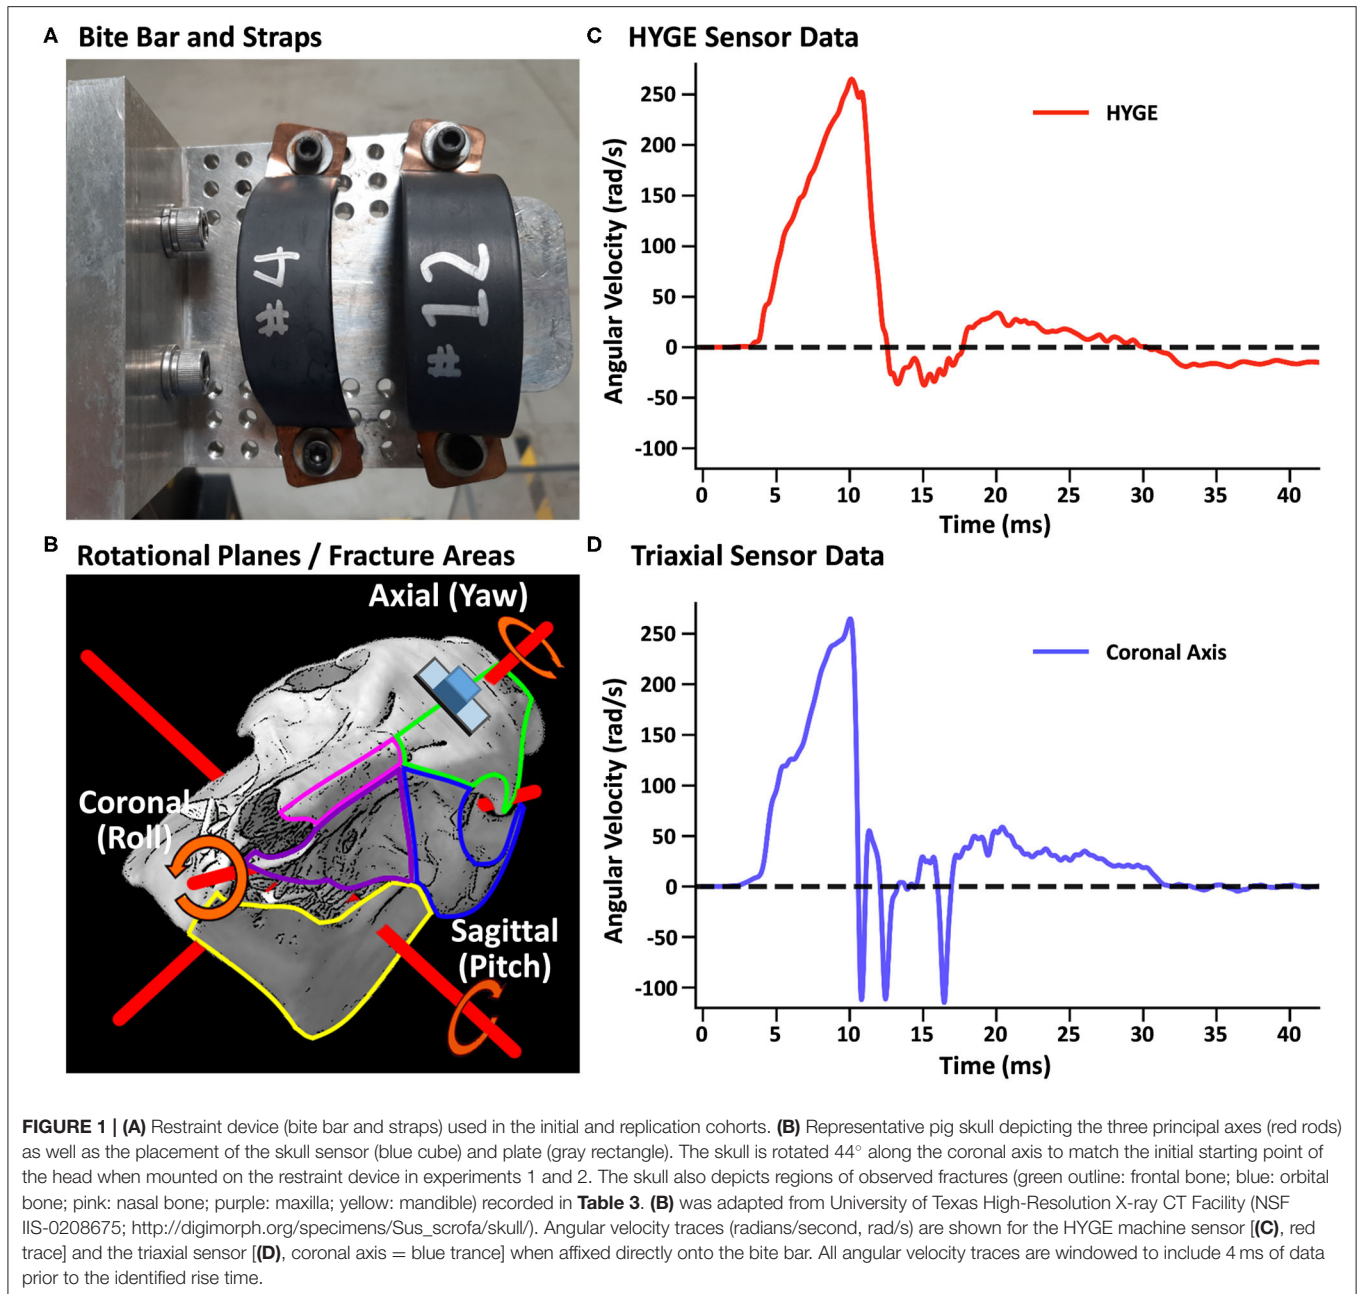 A Bite Bar and Straps
#4
#12
B Rotational Planes / Fracture Areas
Axial (Yaw)
Coronal
(Roll)
Sagittal
(Pitch)
C HYGE Sensor Data
HYGE
Angular Velocity (rad/s)
250
200
150
100
50
0
-50
-100
0 5 10 15 20 25 30 35 40
Time (ms)
D Triaxial Sensor Data
Coronal Axis
Angular Velocity (rad/s)
250
200
150
100
50
0
-50
-100
0 5 10 15 20 25 30 35 40
Time (ms)
FIGURE 1 | (A) Restraint device (bite bar and straps) used in the initial and replication cohorts. (B) Representative pig skull depicting the three principal axes (red rods)
as well as the placement of the skull sensor (blue cube) and plate (gray rectangle). The skull is rotated 44° along the coronal axis to match the initial starting point of
the head when mounted on the restraint device in experiments 1 and 2. The skull also depicts regions of observed fractures (green outline: frontal bone; blue: orbital
bone; pink: nasal bone; purple: maxilla; yellow: mandible) recorded in Table 3. (B) was adapted from University of Texas High-Resolution X-ray CT Facility (NSF
IIS-0208675; http://digimorph.org/specimens/Sus_scrofa/skull/). Angular velocity traces (radians/second, rad/s) are shown for the HYGE machine sensor [(C), red
trace] and the triaxial sensor [(D), coronal axis = blue trance] when affixed directly onto the bite bar. All angular velocity traces are windowed to include 4 ms of data
prior to the identified rise time.